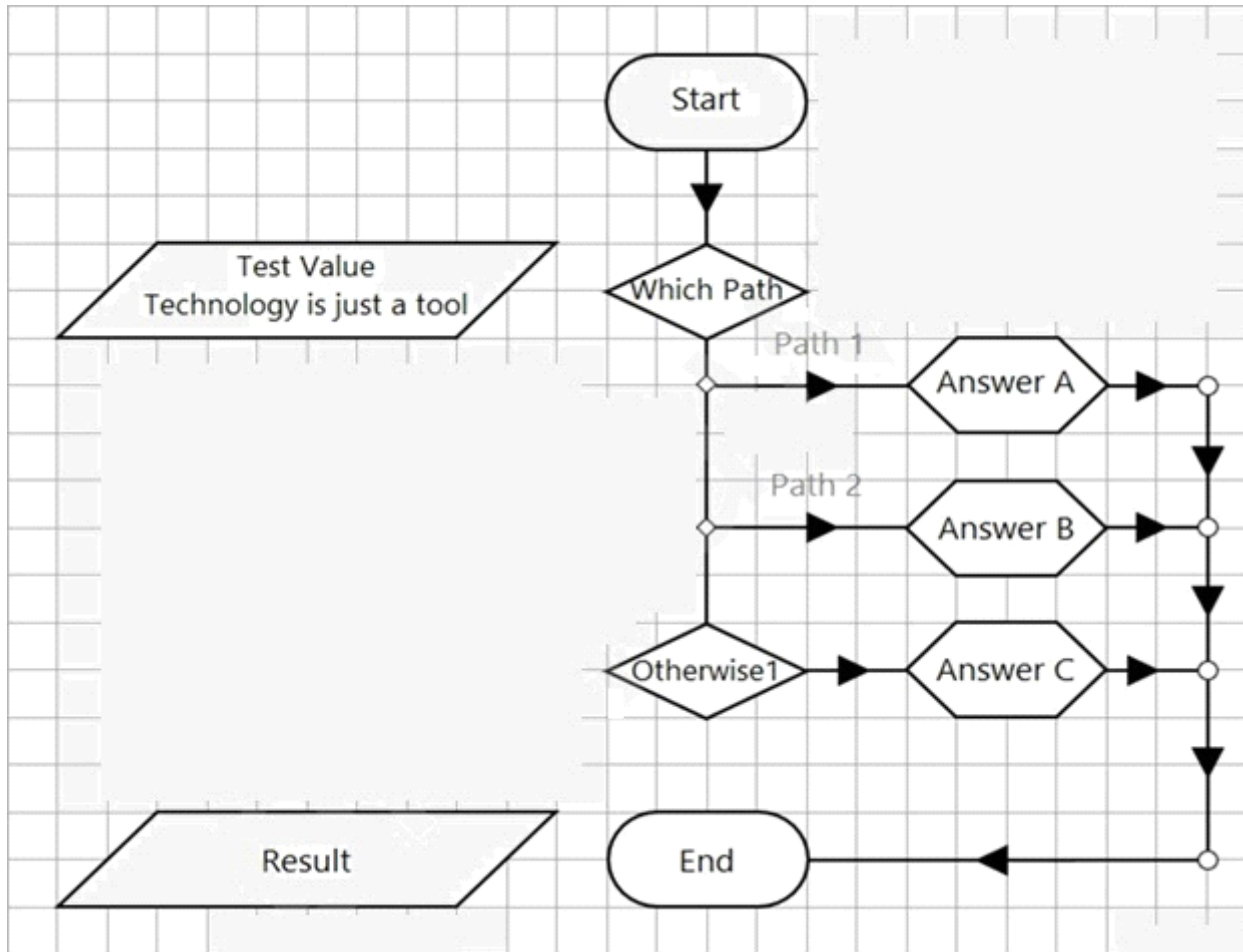 Start
Test Value
Technology is just a tool
Which Path
Path 1
Answer A
Path 2
Answer B
Otherwise1
Answer C
Result
End